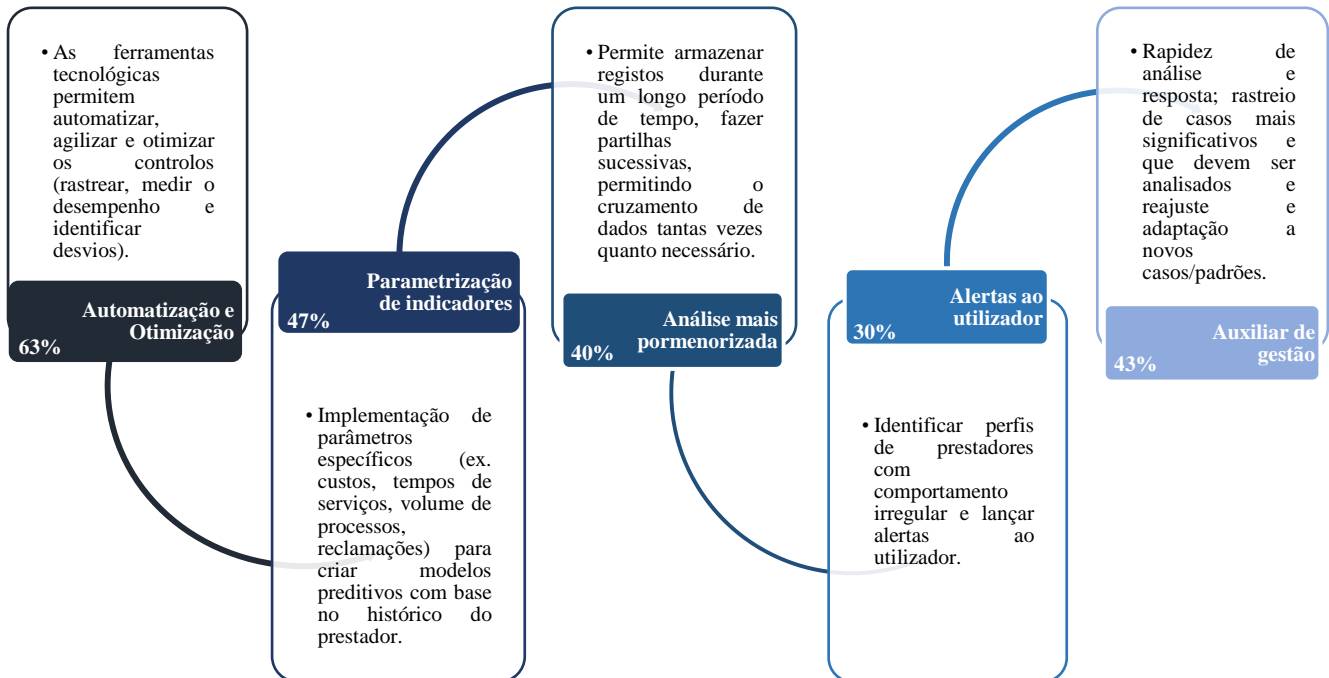 • As ferramentas
tecnológicas
permitem
automatizar,
agilizar e otimizar
os controlos
(rastrear, medir o
desempenho e
identificar
desvios).
Automatização e
Otimização
63%
Parametrização
de indicadores
47%
• Implementação de
parâmetros
específicos (ex.
custos, tempos de
serviços, volume de
processos,
reclamações) para
criar modelos
preditivos com base
no histórico do
prestador.
• Permite armazenar
registos durante
um longo período
de tempo, fazer
partilhas
sucessivas,
permitindo o
cruzamento de
dados tantas vezes
quanto necessário.
Análise mais
pormenorizada
40%
Alertas ao
utilizador
30%
• Identificar perfis
de prestadores
com
comportamento
irregular e lançar
alertas ao
utilizador.
• Rapidez de
análise e
resposta; rastreio
de casos mais
significativos e
que devem ser
analisados e
reajuste e
adaptação a
novos
casos/padrões.
Auxiliar de
gestão
43%